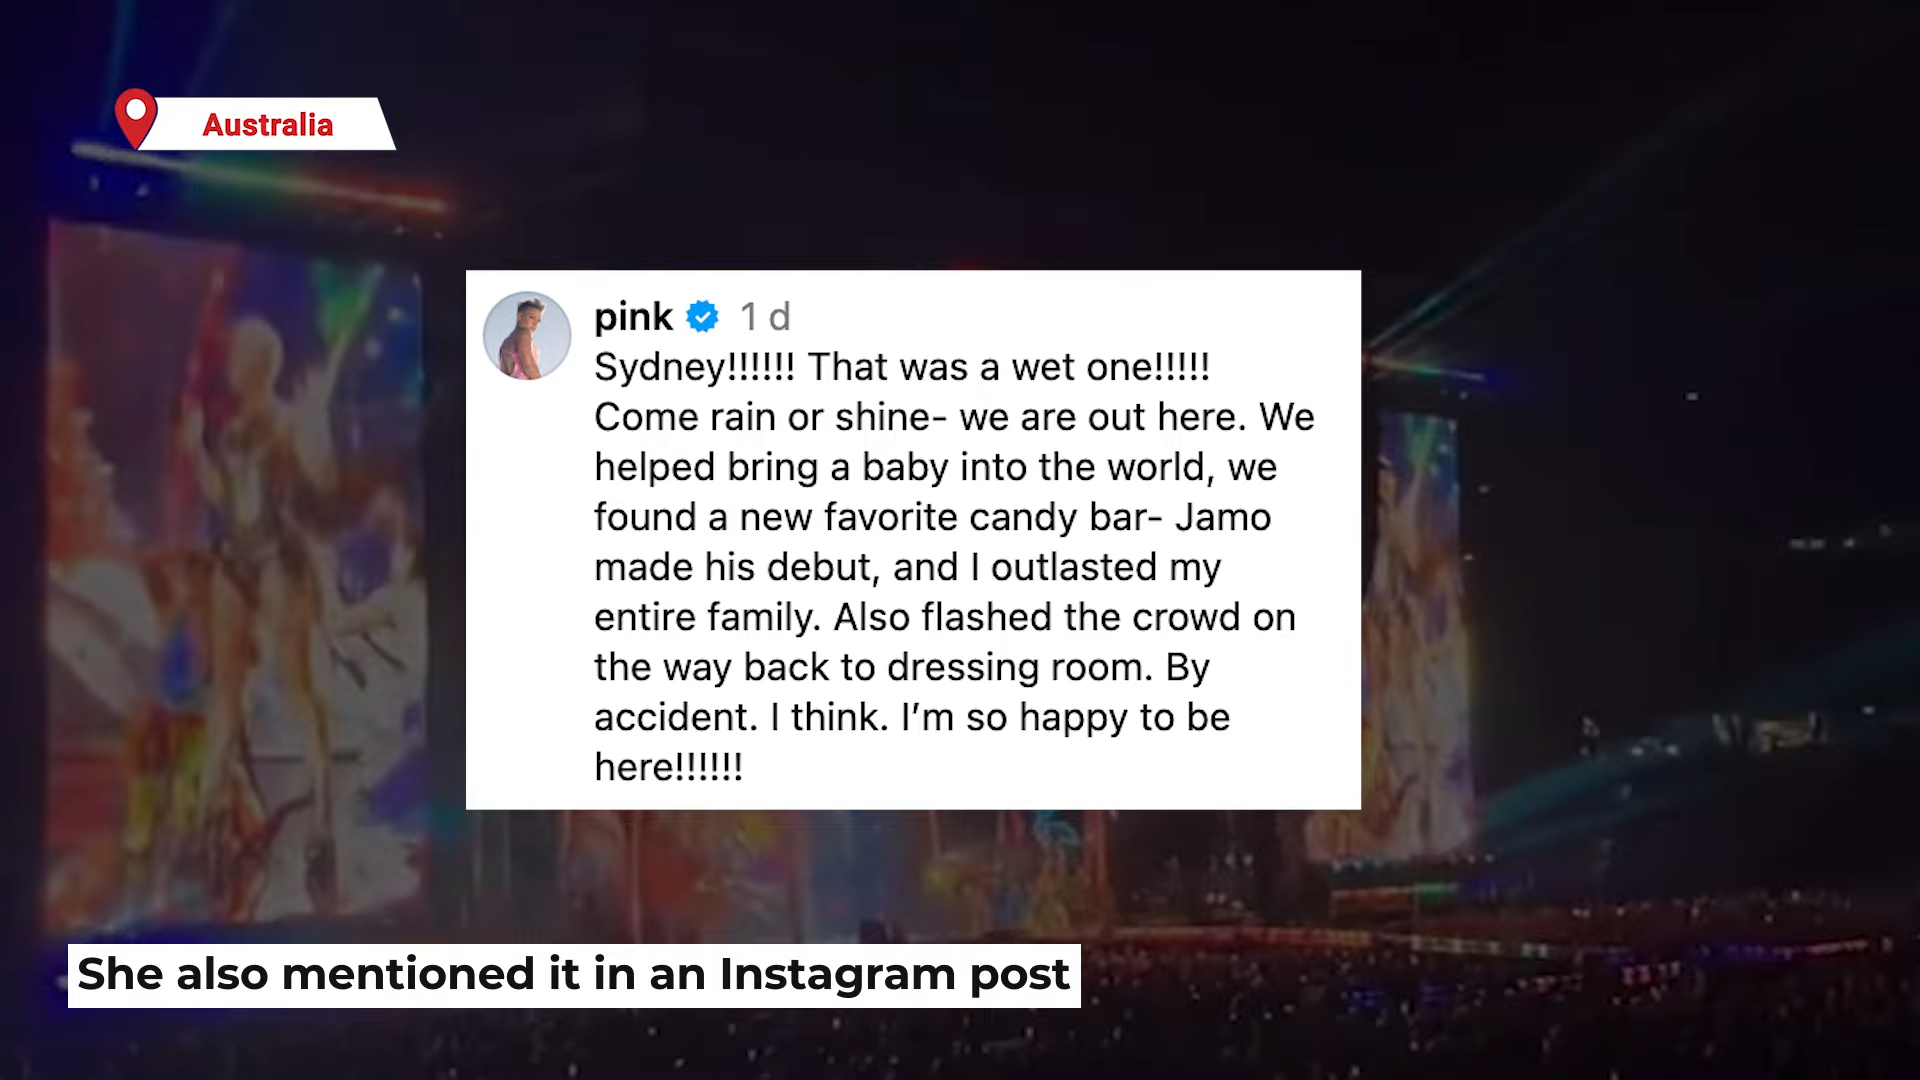 Australia
pink 1 d
Sydney!!!!!! That was a wet one!!!!!
Come rain or shine- we are out here. We
helped bring a baby into the world, we
found a new favorite candy bar- Jamo
made his debut, and I outlasted my
entire family. Also flashed the crowd on
the way back to dressing room. By
accident. I think. I’m so happy to be
here!!!!!!
She also mentioned it in an Instagram post